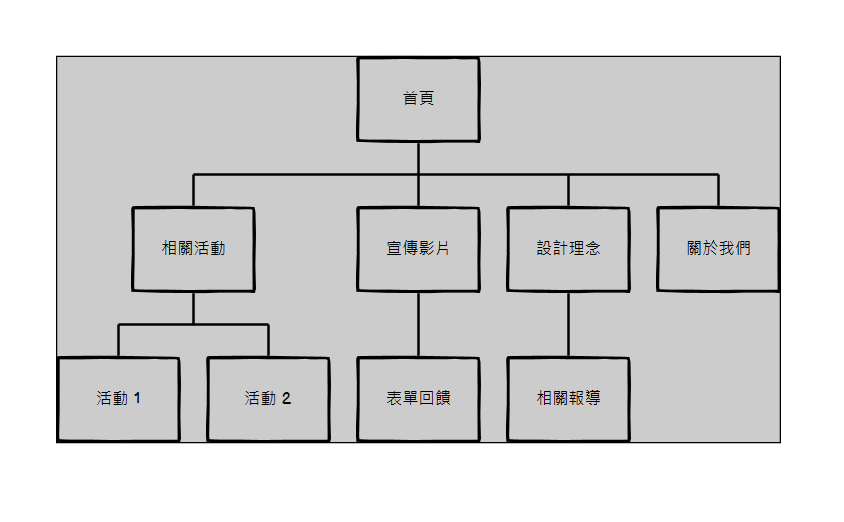 首頁
相關活動
宣傳影片
設計理念
關於我們
活動 1
活動 2
表單回饋
相關報導